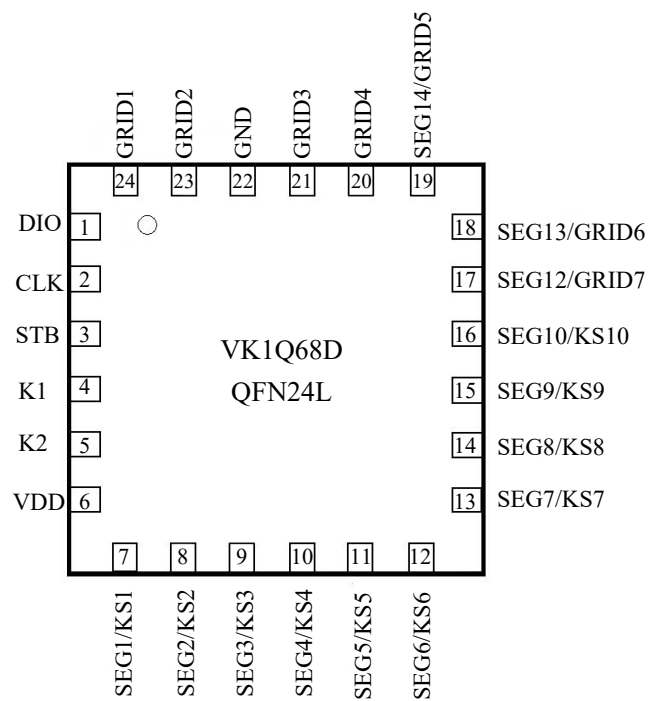 GRID1
GRID2
GND
GRID3
GRID4
SEG14/GRID5
24
23
22
21
20
19
DIO 1
18 SEG13/GRID6
CLK 2
17 SEG12/GRID7
STB 3
16 SEG10/KS10
VK1Q68D
K1 4
QFN24L
15 SEG9/KS9
K2 5
14 SEG8/KS8
VDD 6
13 SEG7/KS7
7
8
9
10
11
12
SEG1/KS1
SEG2/KS2
SEG3/KS3
SEG4/KS4
SEG5/KS5
SEG6/KS6